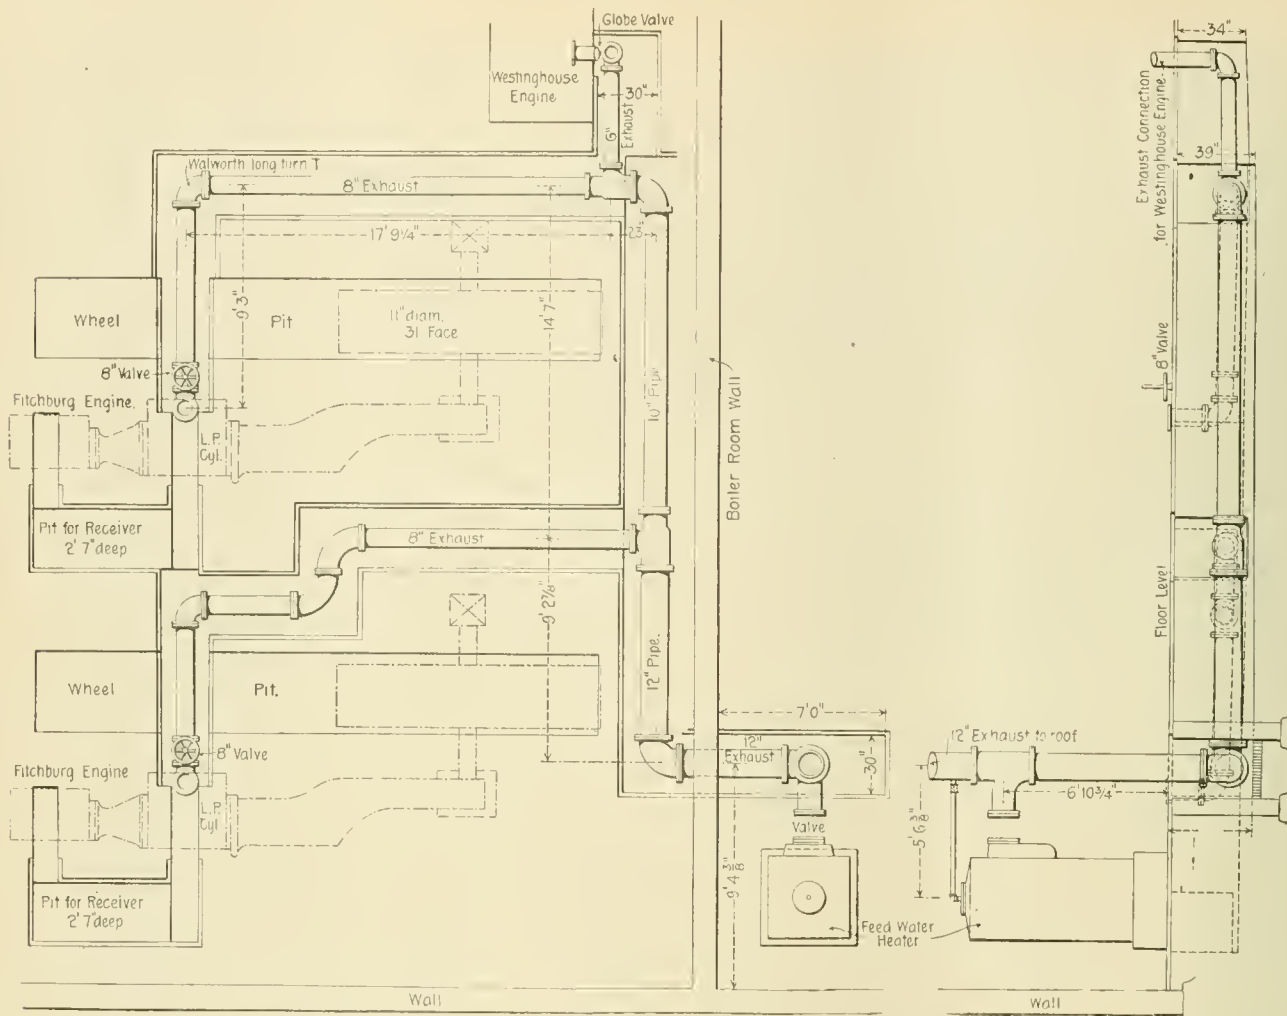 Globe Valve
Westinghouse
Engine
30"
6"
Exhaust
Walworth long turn T
8" Exhaust
17' 9¼"
23"
9' 3"
14' 7"
Wheel
Pit
11" diam.
31 Face
8" Valve
Fitchburg Engine.
L.P.
Cyl.
10" Pipe
Boiler Room Wall
Pit for Receiver
2' 7" deep
8" Exhaust
9' 2⅞"
12" Pipe.
Wheel
Pit.
8" Valve
Fitchburg Engine
L.P.
Cyl
Pit for Receiver
2' 7" deep
7' 0"
12"
Exhaust
30"
Valve
9' 4⅜"
Feed Water
Heater
Wall
34"
Exhaust Connection
for Westinghouse Engine
39"
8" Valve
Floor Level
12" Exhaust to roof
6' 10¾"
5' 6⅜"
Wall